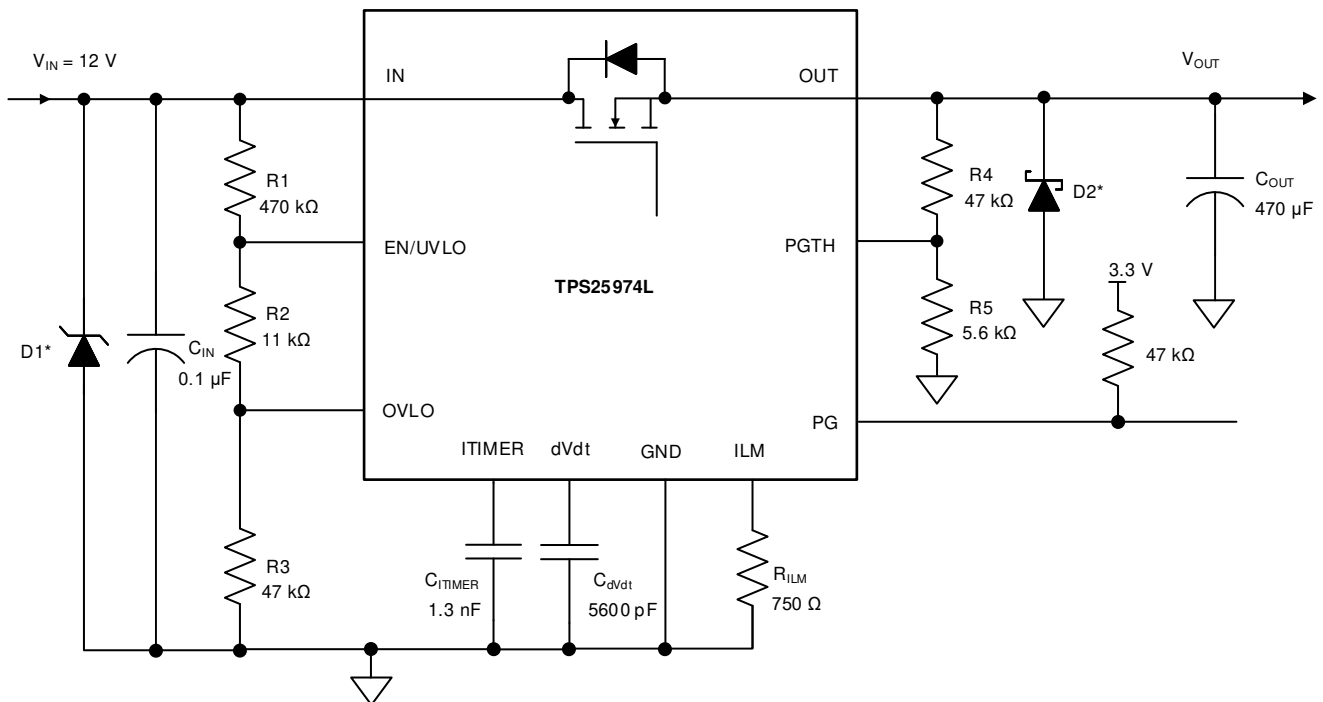 V_IN = 12 V
IN
OUT
V_OUT
R1
470 kΩ
R4
47 kΩ
D2*
C_OUT
470 µF
EN/UVLO
PGTH
3.3 V
TPS25974L
R2
11 kΩ
R5
5.6 kΩ
D1*
C_IN
0.1 µF
47 kΩ
OVLO
PG
ITIMER
dVdt
GND
ILM
R3
47 kΩ
C_ITIMER
1.3 nF
C_dVdt
5600 pF
R_ILM
750 Ω